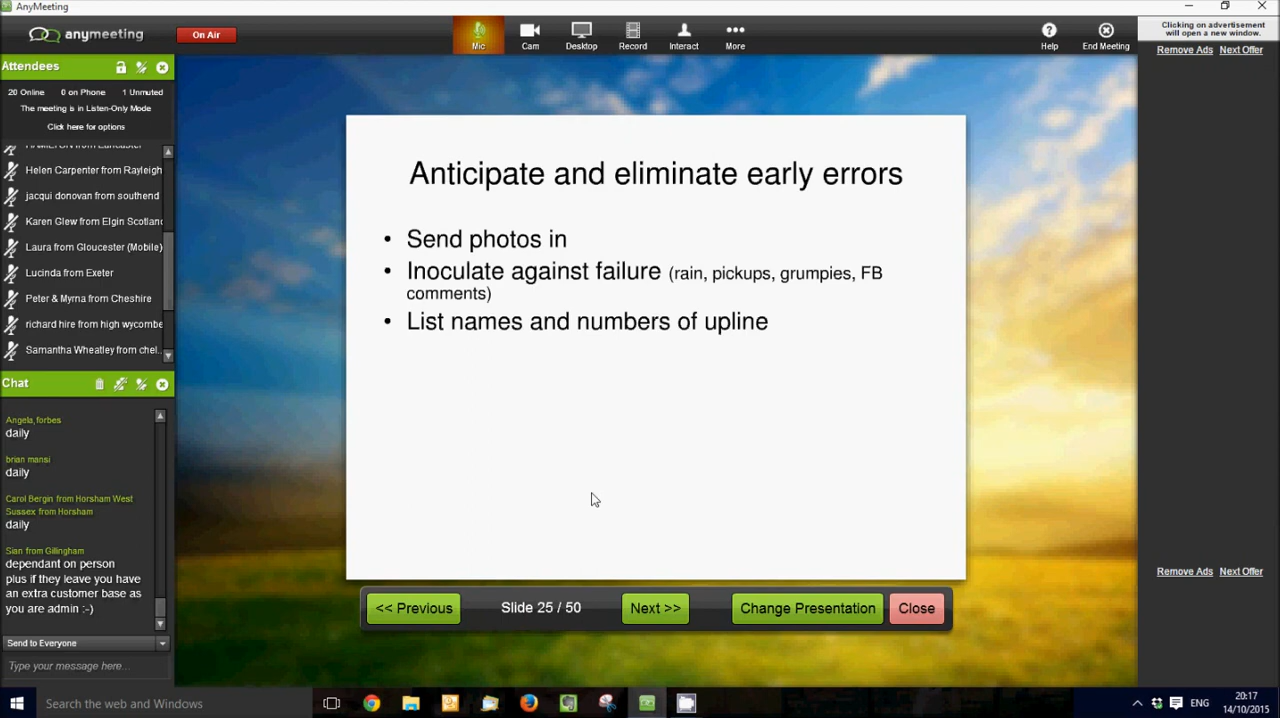 AnyMeeting
anymeeting
On Air
Mic
Cam
Desktop
Record
Interact
More
Help
End Meeting
Clicking on advertisement
will open a new window.
Remove Ads Next Offer
Attendees
20 Online 0 on Phone 1 Unmuted
The meeting is in Listen-Only Mode
Click here for options
Helen Carpenter from Rayleigh
jacqui donovan from southend
Karen Glew from Elgin Scotland
Laura from Gloucester (Mobile)
Lucinda from Exeter
Peter & Myrna from Cheshire
richard hire from high wycombe
Samantha Wheatley from chel...
Chat
Angela,forbes
daily
brian mansi
daily
Carol Bergin from Horsham West
Sussex from Horsham
daily
Sian from Gillingham
dependant on person
plus if they leave you have
an extra customer base as
you are admin :-)
Send to Everyone
Type your message here...
Anticipate and eliminate early errors
• Send photos in
• Inoculate against failure (rain, pickups, grumpies, FB
comments)
• List names and numbers of upline
<< Previous
Slide 25 / 50
Next >>
Change Presentation
Close
Remove Ads Next Offer
Search the web and Windows
ENG
20:17
14/10/2015